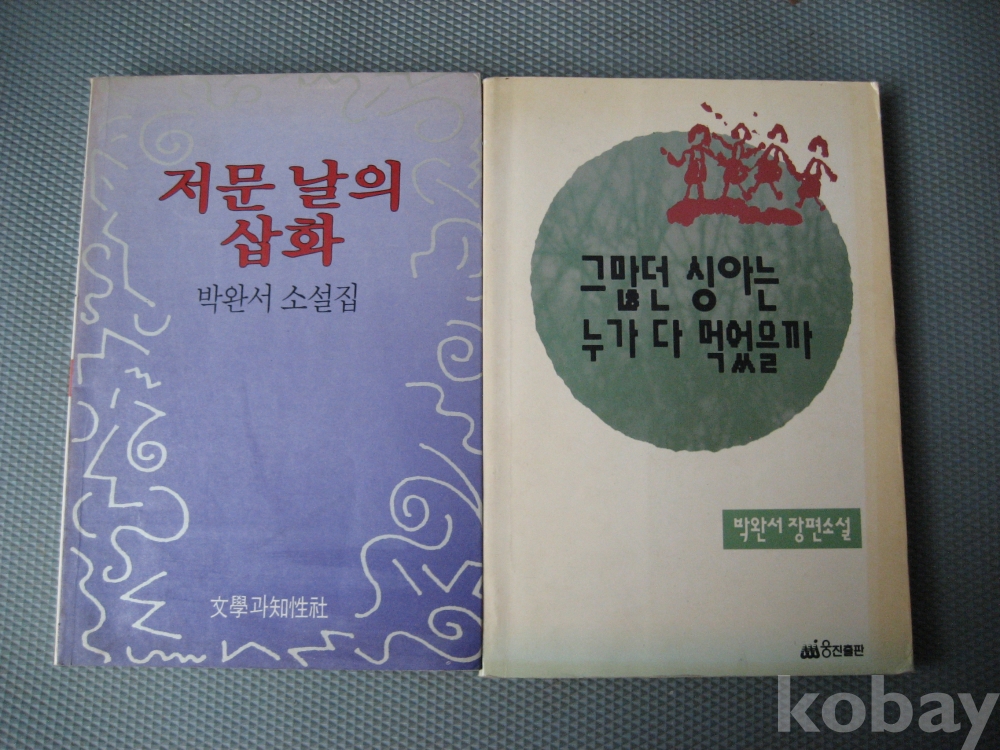 저문 날의
삽화
박완서 소설집
文學과知性社
그많던 싱아는
누가 다 먹었을까
박완서 장편소설
웅진출판
kobay